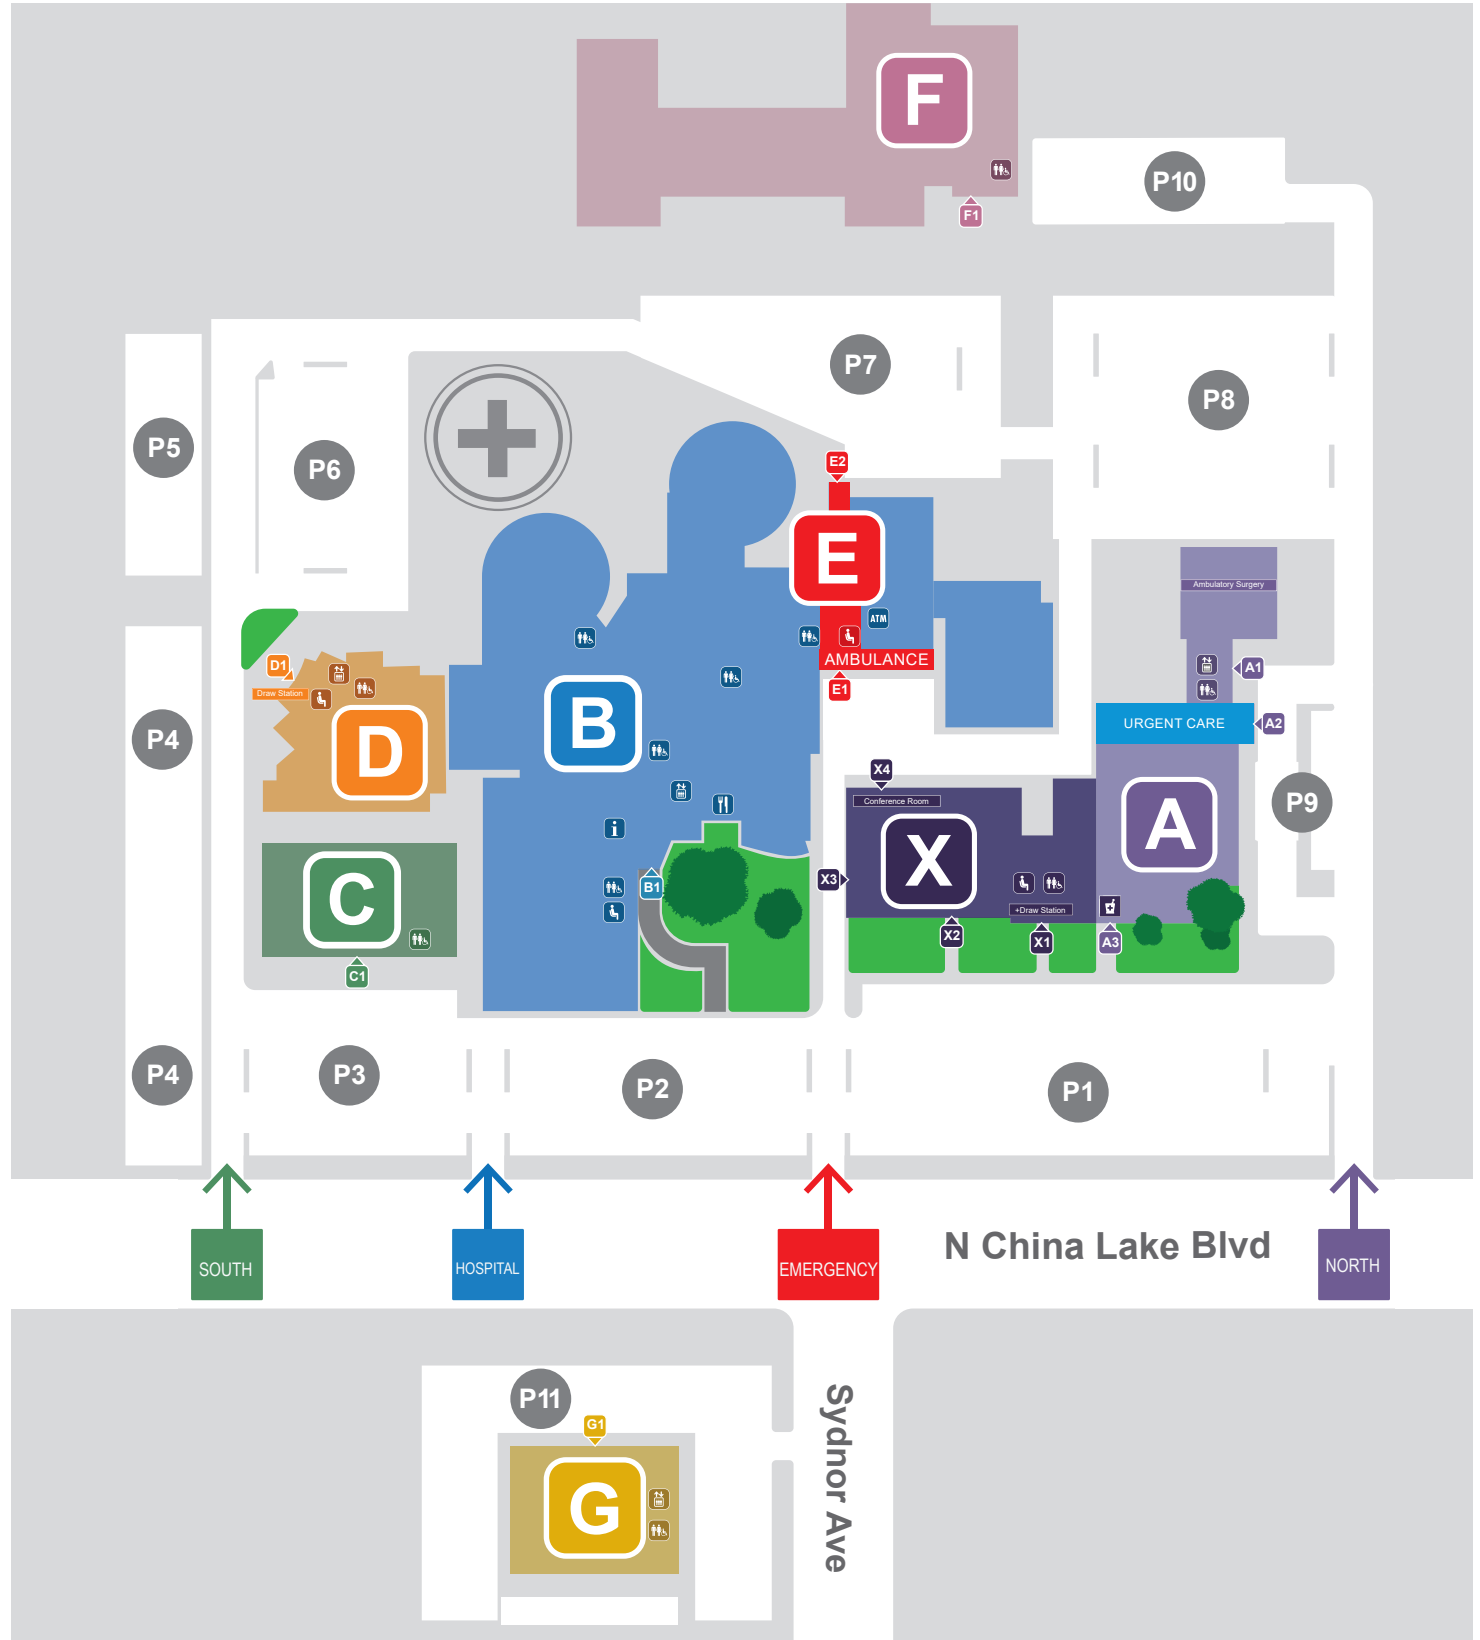 F
P10
F1
P7
P8
P5
P6
E2
E
Ambulatory Surgery
ATM
AMBULANCE
D1
A1
E1
Draw Station
B
D
URGENT CARE
A2
P4
X4
Conference Room
P9
A
i
X
X3
B1
C
+Draw Station
X2
X1
A3
C1
P4
P3
P2
P1
SOUTH
HOSPITAL
EMERGENCY
N China Lake Blvd
NORTH
P11
G1
G
Sydnor Ave